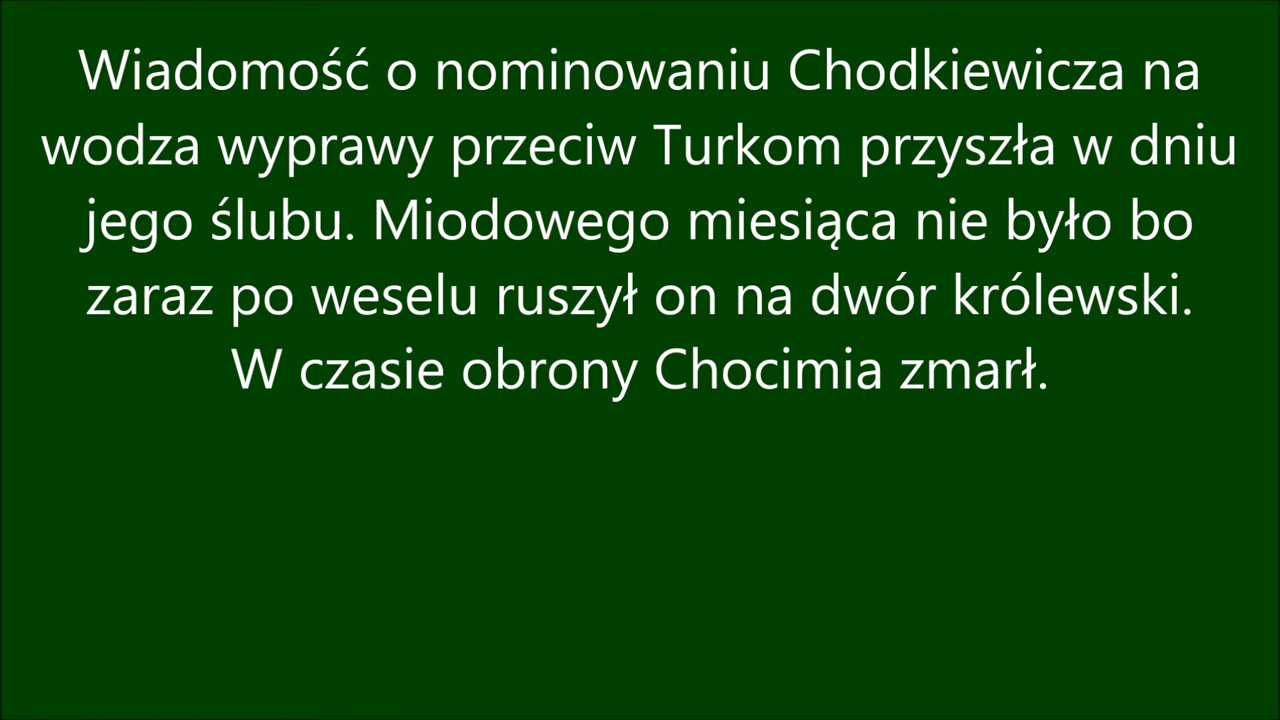 Wiadomość o nominowaniu Chodkiewicza na
wodza wyprawy przeciw Turkom przyszła w dniu
jego ślubu. Miodowego miesiąca nie było bo
zaraz po weselu ruszył on na dwór królewski.
W czasie obrony Chocimia zmarł.